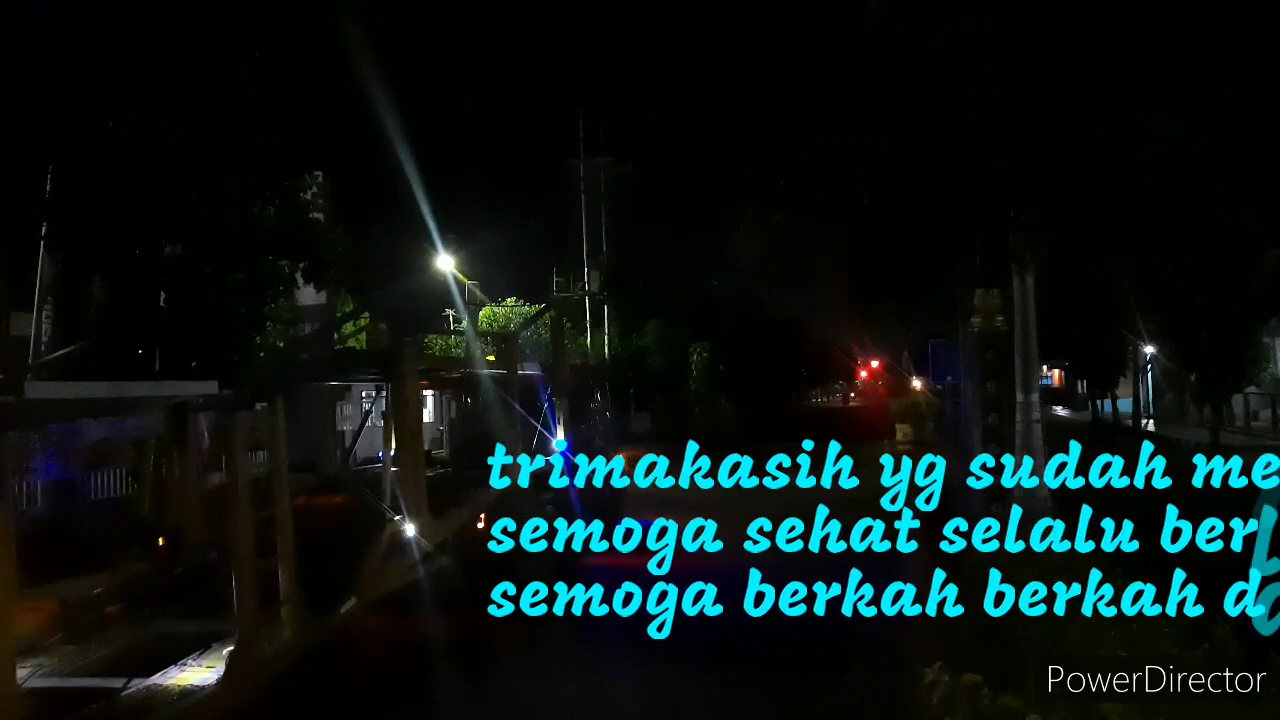 trimakasih yg sudah me
semoga sehat selalu ber
semoga berkah berkah d
PowerDirector